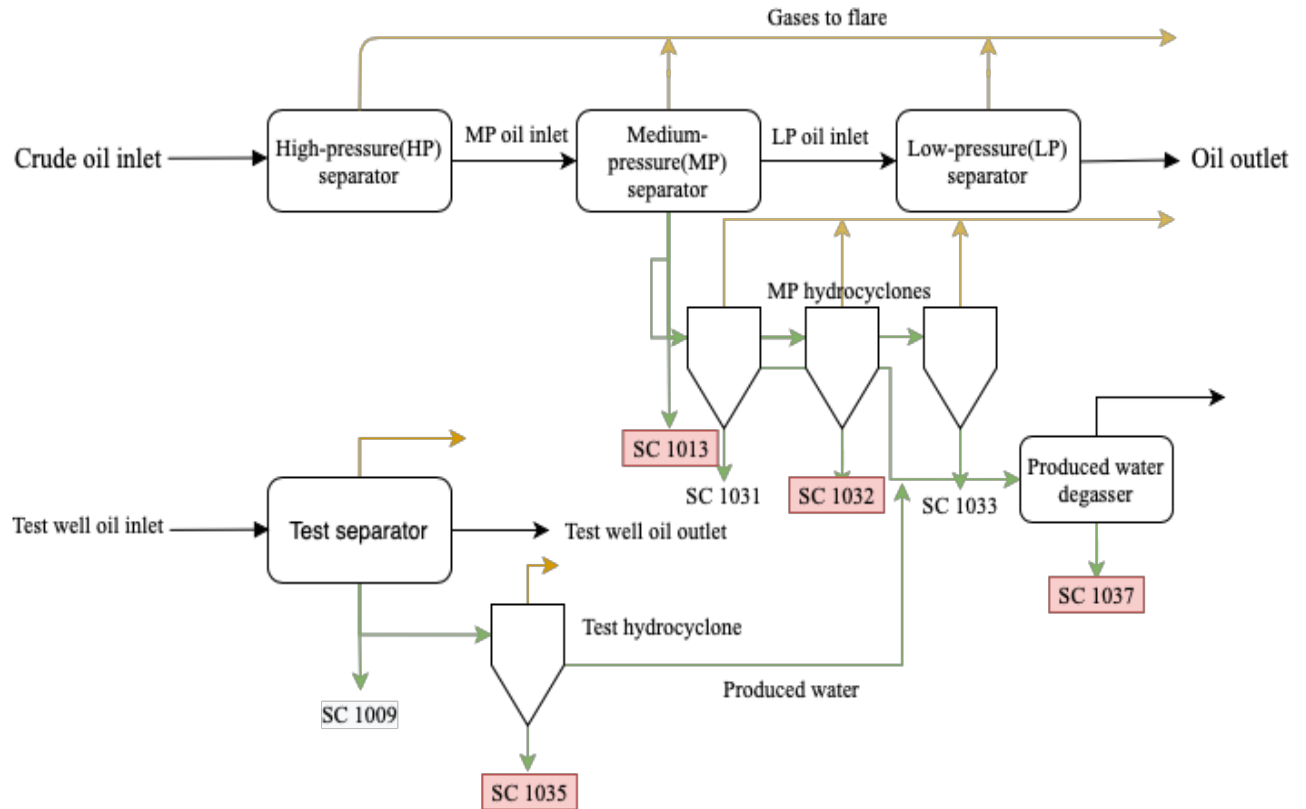 Gases to flare
Crude oil inlet
High-pressure(HP)
separator
MP oil inlet
Medium-
pressure(MP)
separator
LP oil inlet
Low-pressure(LP)
separator
Oil outlet
MP hydrocyclones
SC 1013
SC 1031
SC 1032
SC 1033
Produced water
degasser
SC 1037
Test well oil inlet
Test separator
Test well oil outlet
Test hydrocyclone
Produced water
SC 1009
SC 1035